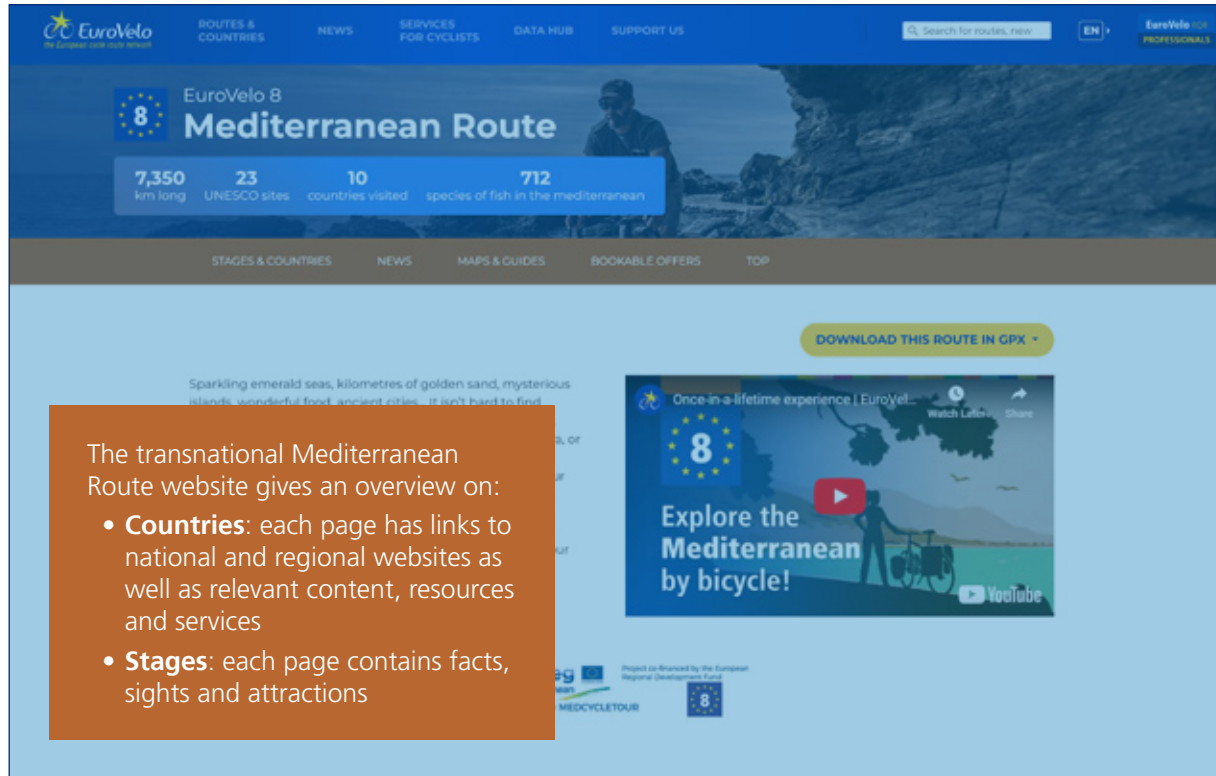 EuroVelo
the European cycle route network
ROUTES &
COUNTRIES
NEWS
SERVICES
FOR CYCLISTS
DATA HUB
SUPPORT US
Search for routes, new
EN
EuroVelo FOR
PROFESSIONALS
8
EuroVelo 8
Mediterranean Route
7,350
km long
23
UNESCO sites
10
countries visited
712
species of fish in the mediterranean
STAGES & COUNTRIES
NEWS
MAPS & GUIDES
BOOKABLE OFFERS
TOP
DOWNLOAD THIS ROUTE IN GPX
Sparkling emerald seas, kilometres of golden sand, mysterious
islands, wonderful food, ancient cities... It isn't hard to find
or
The transnational Mediterranean
Route website gives an overview on:
• Countries: each page has links to
national and regional websites as
well as relevant content, resources
and services
• Stages: each page contains facts,
sights and attractions
Once-in-a-lifetime experience | EuroVel...
Watch Later
Share
8
Explore the
Mediterranean
by bicycle!
YouTube
MEDCYCLETOUR
Project co-financed by the European
Regional Development Fund
8